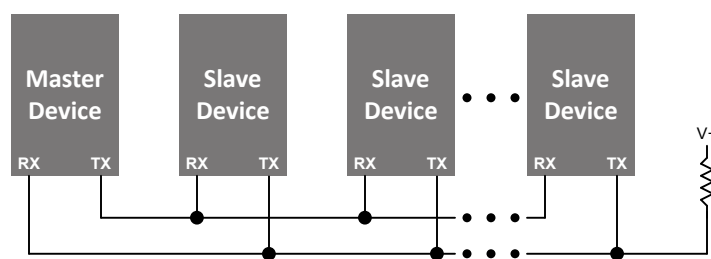 Master
Device
Slave
Device
Slave
Device
Slave
Device
RX TX RX TX RX TX RX TX
V